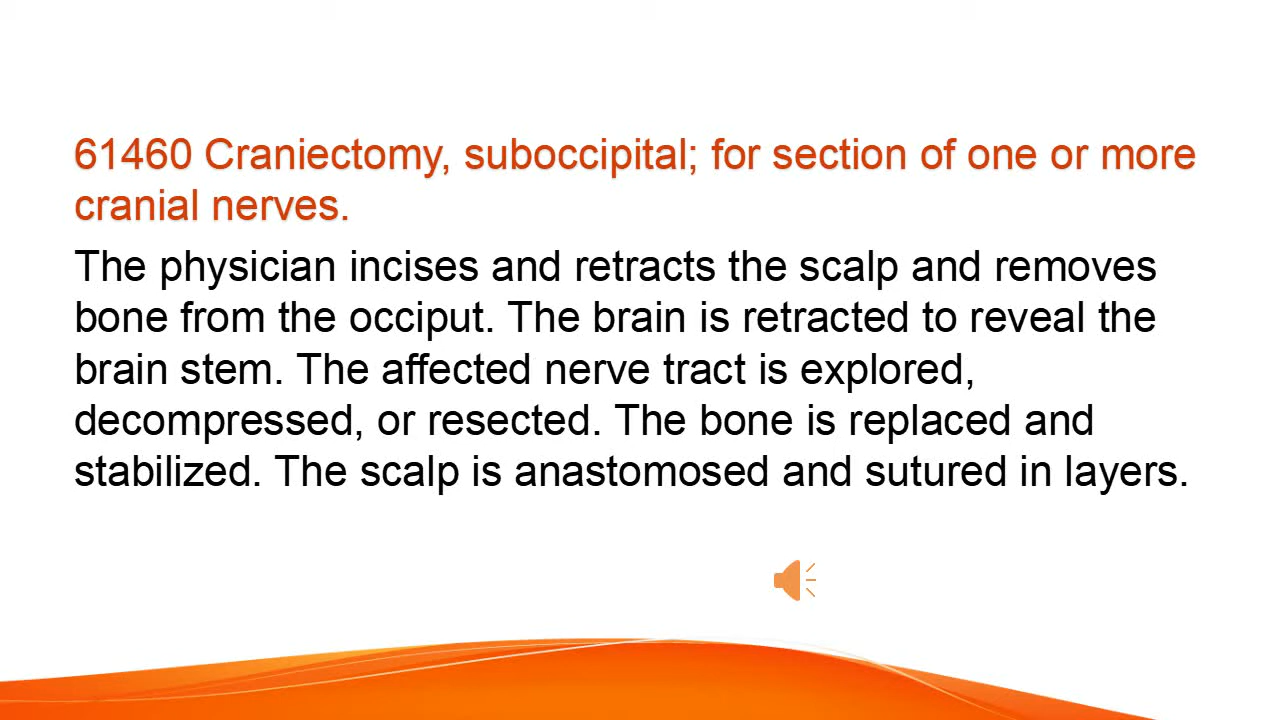 61460 Craniectomy, suboccipital; for section of one or more
cranial nerves.
The physician incises and retracts the scalp and removes
bone from the occiput. The brain is retracted to reveal the
brain stem. The affected nerve tract is explored,
decompressed, or resected. The bone is replaced and
stabilized. The scalp is anastomosed and sutured in layers.